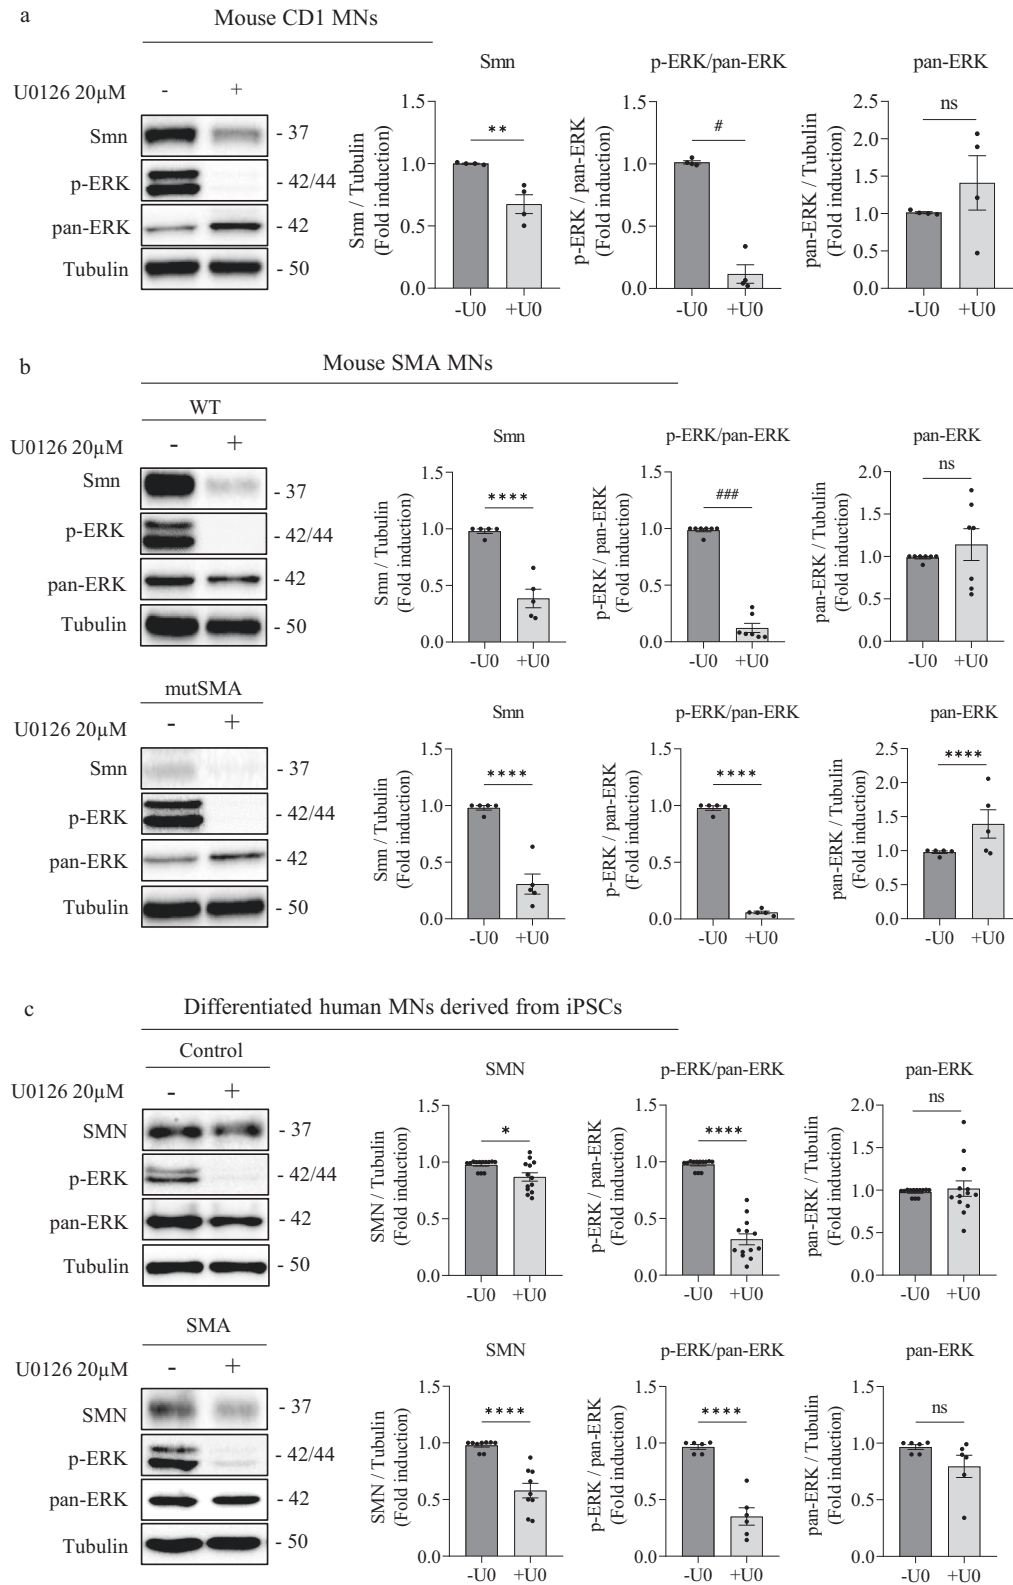 a
Mouse CD1 MNs
U0126 20µM - +
Smn - 37
p-ERK - 42/44
pan-ERK - 42
Tubulin - 50
Smn
Smn / Tubulin
(Fold induction)
1.5
1.0
0.5
0.0
**
-U0 +U0
p-ERK/pan-ERK
p-ERK / pan-ERK
(Fold induction)
1.5
1.0
0.5
0.0
#
-U0 +U0
pan-ERK
pan-ERK / Tubulin
(Fold induction)
2.5
2.0
1.5
1.0
0.5
0.0
ns
-U0 +U0
b
Mouse SMA MNs
WT
U0126 20µM - +
Smn - 37
p-ERK - 42/44
pan-ERK - 42
Tubulin - 50
Smn
Smn / Tubulin
(Fold induction)
1.5
1.0
0.5
0.0
****
-U0 +U0
p-ERK/pan-ERK
p-ERK / pan-ERK
(Fold induction)
1.5
1.0
0.5
0.0
###
-U0 +U0
pan-ERK
pan-ERK / Tubulin
(Fold induction)
2.0
1.5
1.0
0.5
0.0
ns
-U0 +U0
mutSMA
U0126 20µM - +
Smn - 37
p-ERK - 42/44
pan-ERK - 42
Tubulin - 50
Smn
Smn / Tubulin
(Fold induction)
1.5
1.0
0.5
0.0
****
-U0 +U0
p-ERK/pan-ERK
p-ERK / pan-ERK
(Fold induction)
1.5
1.0
0.5
0.0
****
-U0 +U0
pan-ERK
pan-ERK / Tubulin
(Fold induction)
2.5
2.0
1.5
1.0
0.5
0.0
****
-U0 +U0
c
Differentiated human MNs derived from iPSCs
Control
U0126 20µM - +
SMN - 37
p-ERK - 42/44
pan-ERK - 42
Tubulin - 50
SMN
SMN / Tubulin
(Fold induction)
1.5
1.0
0.5
0.0
*
-U0 +U0
p-ERK/pan-ERK
p-ERK / pan-ERK
(Fold induction)
1.5
1.0
0.5
0.0
****
-U0 +U0
pan-ERK
pan-ERK / Tubulin
(Fold induction)
2.0
1.5
1.0
0.5
0.0
ns
-U0 +U0
SMA
U0126 20µM - +
SMN - 37
p-ERK - 42/44
pan-ERK - 42
Tubulin - 50
SMN
SMN / Tubulin
(Fold induction)
1.5
1.0
0.5
0.0
****
-U0 +U0
p-ERK/pan-ERK
p-ERK / pan-ERK
(Fold induction)
1.5
1.0
0.5
0.0
****
-U0 +U0
pan-ERK
pan-ERK / Tubulin
(Fold induction)
1.5
1.0
0.5
0.0
ns
-U0 +U0